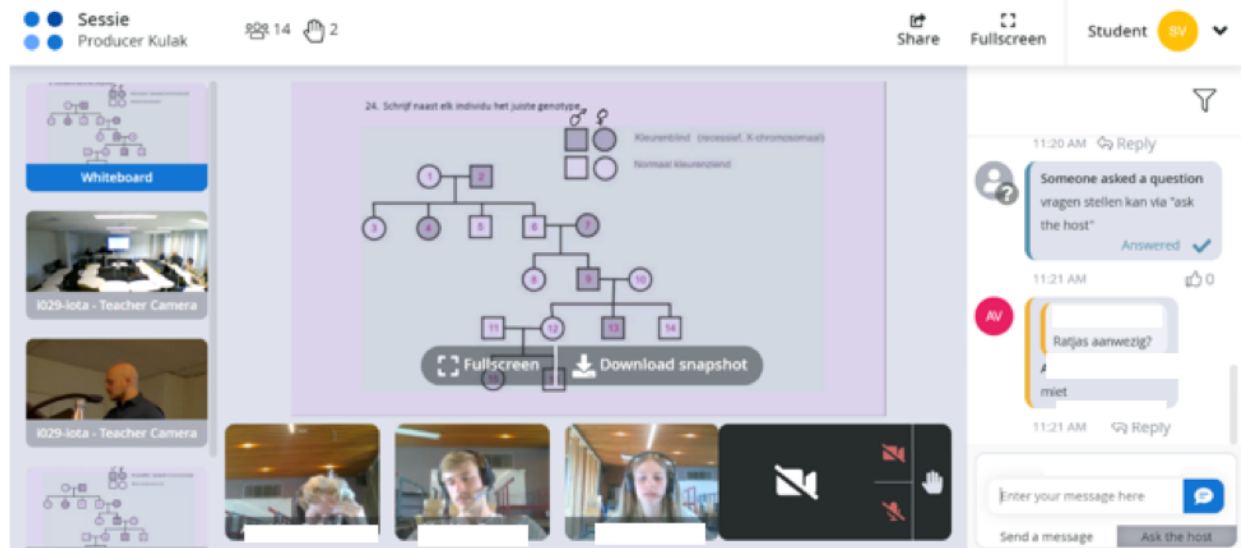 Sessie
Producer Kulak
14
2
Share
Fullscreen
Student
SV
Whiteboard
I029-iota - Teacher Camera
I029-iota - Teacher Camera
24. Schrijf naast elk individu het juiste genotype.
Kleurenblind (recessief, X-chromosomaal)
Normaal kleurenziend
1
2
3
4
5
6
7
8
9
10
11
12
13
14
Fullscreen
Download snapshot
11:20 AM Reply
Someone asked a question
vragen stellen kan via "ask
the host"
Answered
11:21 AM
0
AV
Ratjas aanwezig?
miet
11:21 AM Reply
Enter your message here
Send a message
Ask the host